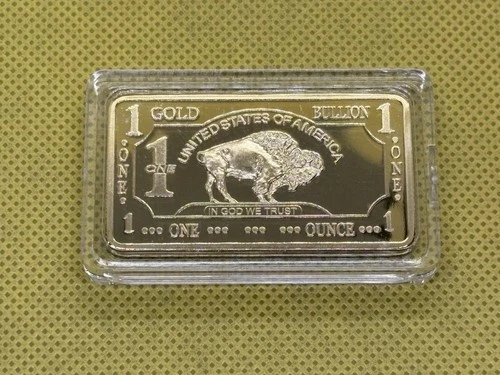 1 GOLD BULLION 1
UNITED STATES OF AMERICA
ONE
1
ONE
ONE
IN GOD WE TRUST
1 ONE OUNCE 1